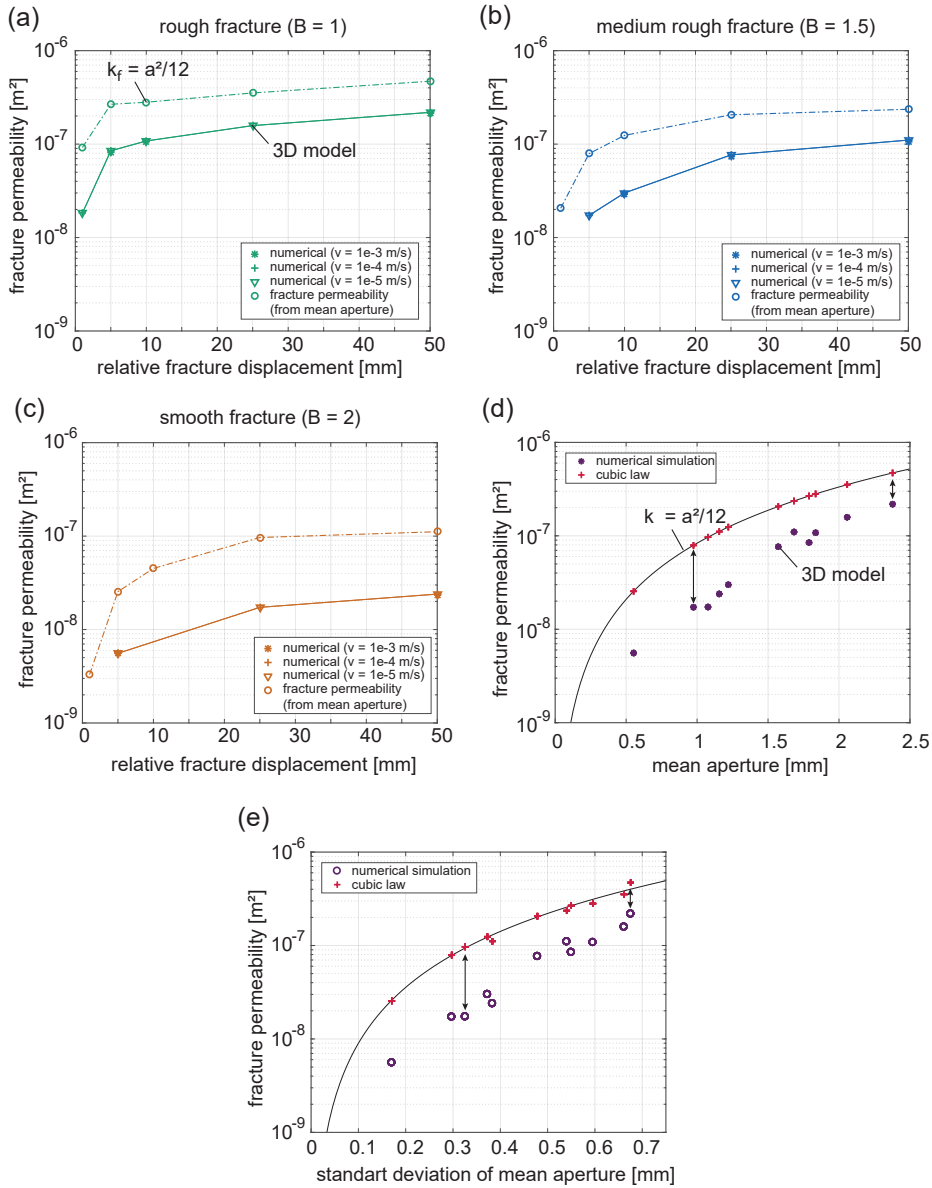 (a)
rough fracture (B = 1)
10⁻⁶
10⁻⁷
10⁻⁸
10⁻⁹
fracture permeability [m²]
k_f = a²/12
3D model
numerical (v = 1e-3 m/s)
numerical (v = 1e-4 m/s)
numerical (v = 1e-5 m/s)
fracture permeability
(from mean aperture)
0 10 20 30 40 50
relative fracture displacement [mm]
(b)
medium rough fracture (B = 1.5)
10⁻⁶
10⁻⁷
10⁻⁸
10⁻⁹
fracture permeability [m²]
numerical (v = 1e-3 m/s)
numerical (v = 1e-4 m/s)
numerical (v = 1e-5 m/s)
fracture permeability
(from mean aperture)
0 10 20 30 40 50
relative fracture displacement [mm]
(c)
smooth fracture (B = 2)
10⁻⁶
10⁻⁷
10⁻⁸
10⁻⁹
fracture permeability [m²]
numerical (v = 1e-3 m/s)
numerical (v = 1e-4 m/s)
numerical (v = 1e-5 m/s)
fracture permeability
(from mean aperture)
0 10 20 30 40 50
relative fracture displacement [mm]
(d)
10⁻⁶
10⁻⁷
10⁻⁸
10⁻⁹
fracture permeability [m²]
numerical simulation
cubic law
k = a²/12
3D model
0 0.5 1 1.5 2 2.5
mean aperture [mm]
(e)
10⁻⁶
10⁻⁷
10⁻⁸
10⁻⁹
fracture permeability [m²]
numerical simulation
cubic law
0 0.1 0.2 0.3 0.4 0.5 0.6 0.7
standart deviation of mean aperture [mm]